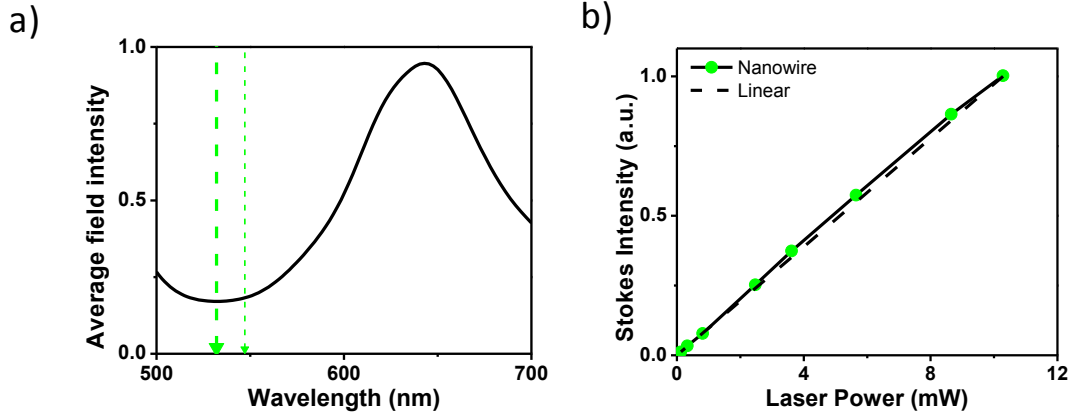 a)
Average field intensity
1.0
0.5
0.0
500
600
700
Wavelength (nm)
b)
Stokes Intensity (a.u.)
Nanowire
Linear
1.0
0.5
0.0
0
4
8
12
Laser Power (mW)